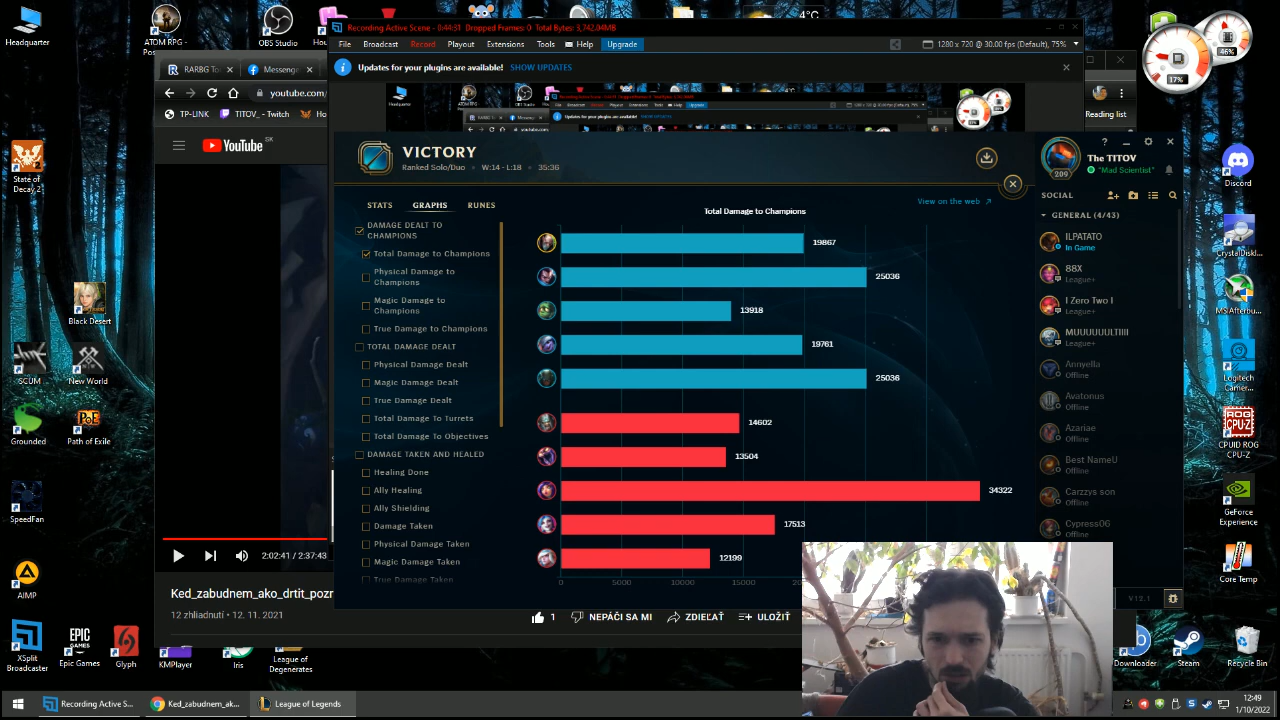 Headquarter
ATOM RPG -
OBS Studio
Recording Active Scene - 0:44:31 Dropped Frames: 0 Total Bytes: 3,742.04MB
4°C
File Broadcast Record Playout Extensions Tools Help Upgrade
1280 x 720 @ 30.00 fps (Default), 75%
Updates for your plugins are available! SHOW UPDATES
17%
46%
RARBG To
Messenge
youtube.com
TP-LINK TITOV_ - Twitch Ho
Reading list
YouTube
SK
VICTORY
Ranked Solo/Duo • W:14 - L:18 • 35:36
The TITOV
"Mad Scientist"
209
STATS GRAPHS RUNES
View on the web
SOCIAL
GENERAL (4/43)
Total Damage to Champions
DAMAGE DEALT TO
CHAMPIONS
Total Damage to Champions
Physical Damage to
Champions
Magic Damage to
Champions
True Damage to Champions
TOTAL DAMAGE DEALT
Physical Damage Dealt
Magic Damage Dealt
True Damage Dealt
Total Damage To Turrets
Total Damage To Objectives
DAMAGE TAKEN AND HEALED
Healing Done
Ally Healing
Ally Shielding
Damage Taken
Physical Damage Taken
Magic Damage Taken
True Damage Taken
19867
25036
13918
19761
25036
14602
13504
34322
17513
12199
0 5000 10000 15000
ILPATATO
In Game
88X
League+
I Zero Two I
League+
MUUUUUULTIIII
League+
Annyella
Offline
Avatonus
Offline
Azariae
Offline
Best NameU
Offline
Carzzys son
Offline
Cypress06
Offline
V12.1
State of
Decay 2
Black Desert
SCUM
New World
Grounded
Path of Exile
SpeedFan
AIMP
XSplit
Broadcaster
Epic Games
Glyph
KMPlayer
Iris
League of
Degenerates
Discord
CrystalDiskI...
MSI Afterbu...
Logitech
Camer...
CPUID ROG
CPU-Z
GeForce
Experience
Core Temp
Downloader
Steam
Recycle Bin
2:02:41 / 2:37:43
Ked_zabudnem_ako_drtit_pozn
12 zhliadnutí • 12. 11. 2021
1 NEPÁČI SA MI ZDIEĽAŤ ULOŽIŤ
Recording Active S...
Ked_zabudnem_ak...
League of Legends
12:49
1/10/2022